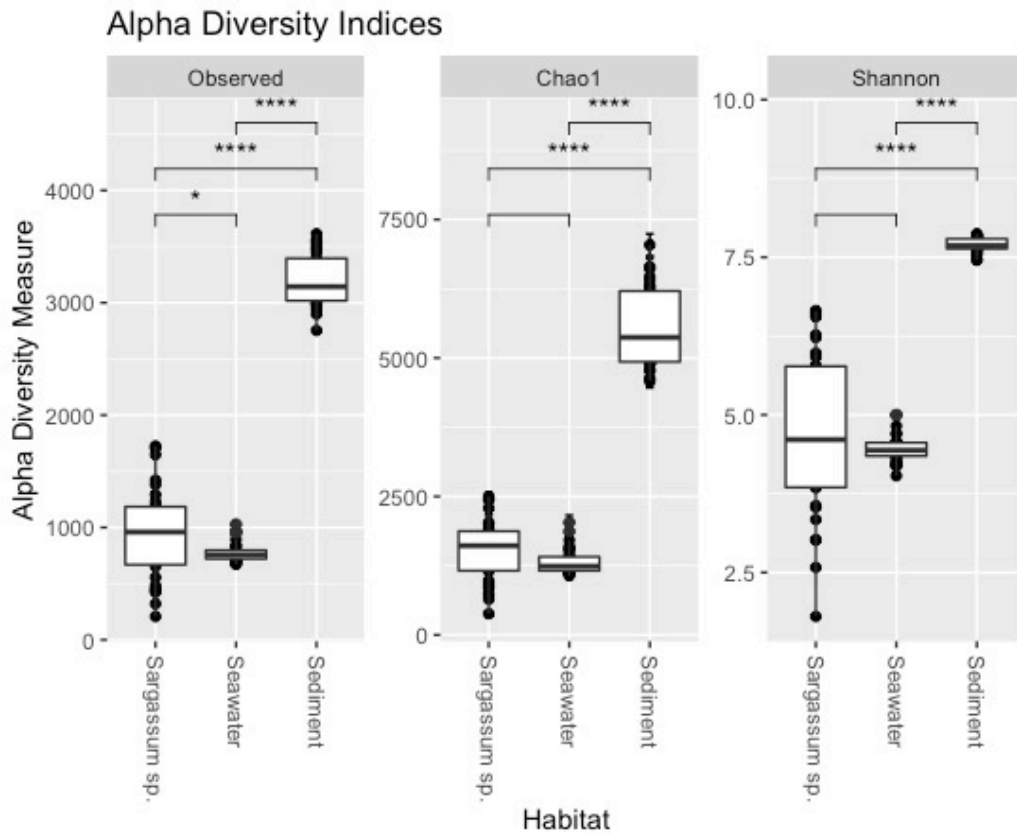 Alpha Diversity Indices
Observed
Chao1
Shannon
****
****
*
****
****
****
****
Alpha Diversity Measure
4000
3000
2000
1000
0
7500
5000
2500
0
10.0
7.5
5.0
2.5
Sargassum sp.
Seawater
Sediment
Sargassum sp.
Seawater
Sediment
Sargassum sp.
Seawater
Sediment
Habitat